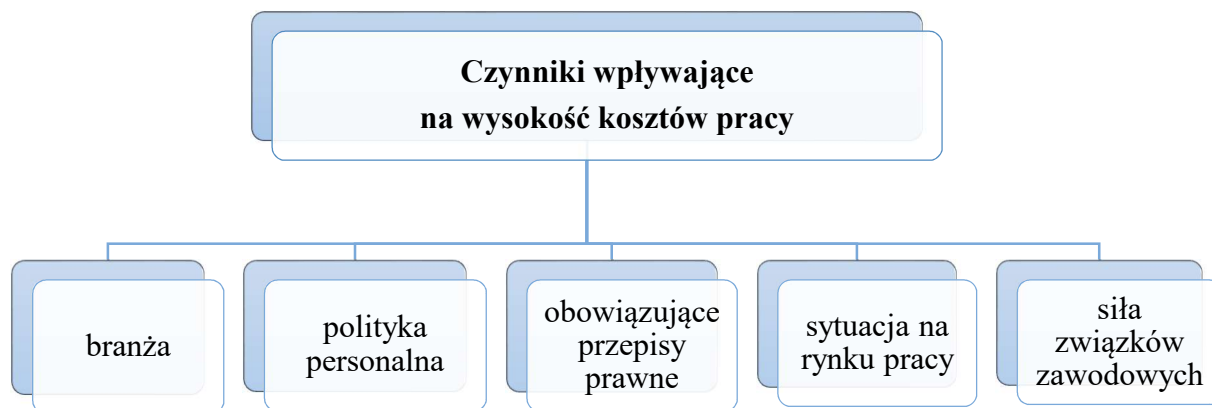 Czynniki wpływające
na wysokość kosztów pracy
branża
polityka
personalna
obowiązujące
przepisy
prawne
sytuacja na
rynku pracy
siła
związków
zawodowych